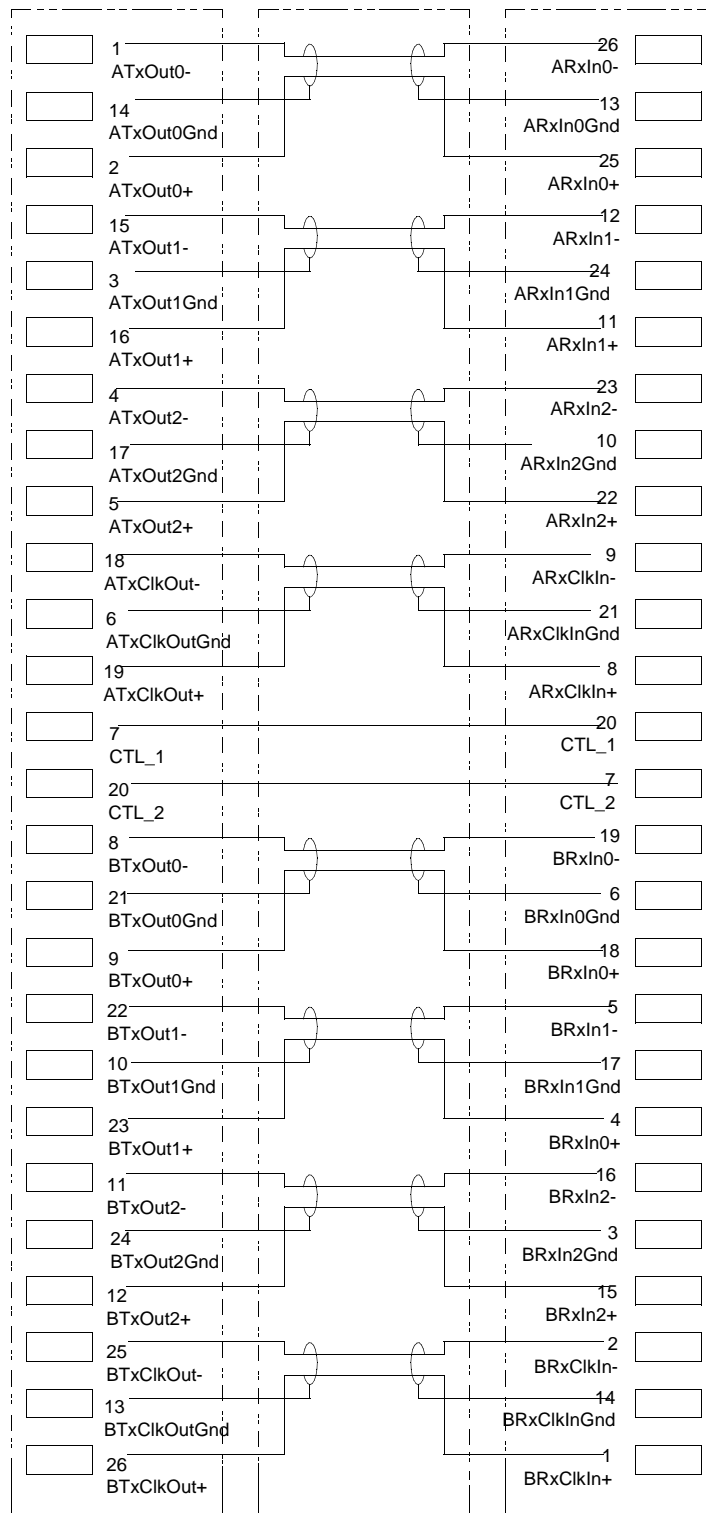 1 26
ATxOut0- ARxIn0-
14 13
ATxOut0Gnd ARxIn0Gnd
2 25
ATxOut0+ ARxIn0+
15 12
ATxOut1- ARxIn1-
3 24
ATxOut1Gnd ARxIn1Gnd
16 11
ATxOut1+ ARxIn1+
4 23
ATxOut2- ARxIn2-
17 10
ATxOut2Gnd ARxIn2Gnd
5 22
ATxOut2+ ARxIn2+
18 9
ATxClkOut- ARxClkIn-
6 21
ATxClkOutGnd ARxClkInGnd
19 8
ATxClkOut+ ARxClkIn+
7 20
CTL_1 CTL_1
20 7
CTL_2 CTL_2
8 19
BTxOut0- BRxIn0-
21 6
BTxOut0Gnd BRxIn0Gnd
9 18
BTxOut0+ BRxIn0+
22 5
BTxOut1- BRxIn1-
10 17
BTxOut1Gnd BRxIn1Gnd
23 4
BTxOut1+ BRxIn0+
11 16
BTxOut2- BRxIn2-
24 3
BTxOut2Gnd BRxIn2Gnd
12 15
BTxOut2+ BRxIn2+
25 2
BTxClkOut- BRxClkIn-
13 14
BTxClkOutGnd BRxClkInGnd
26 1
BTxClkOut+ BRxClkIn+